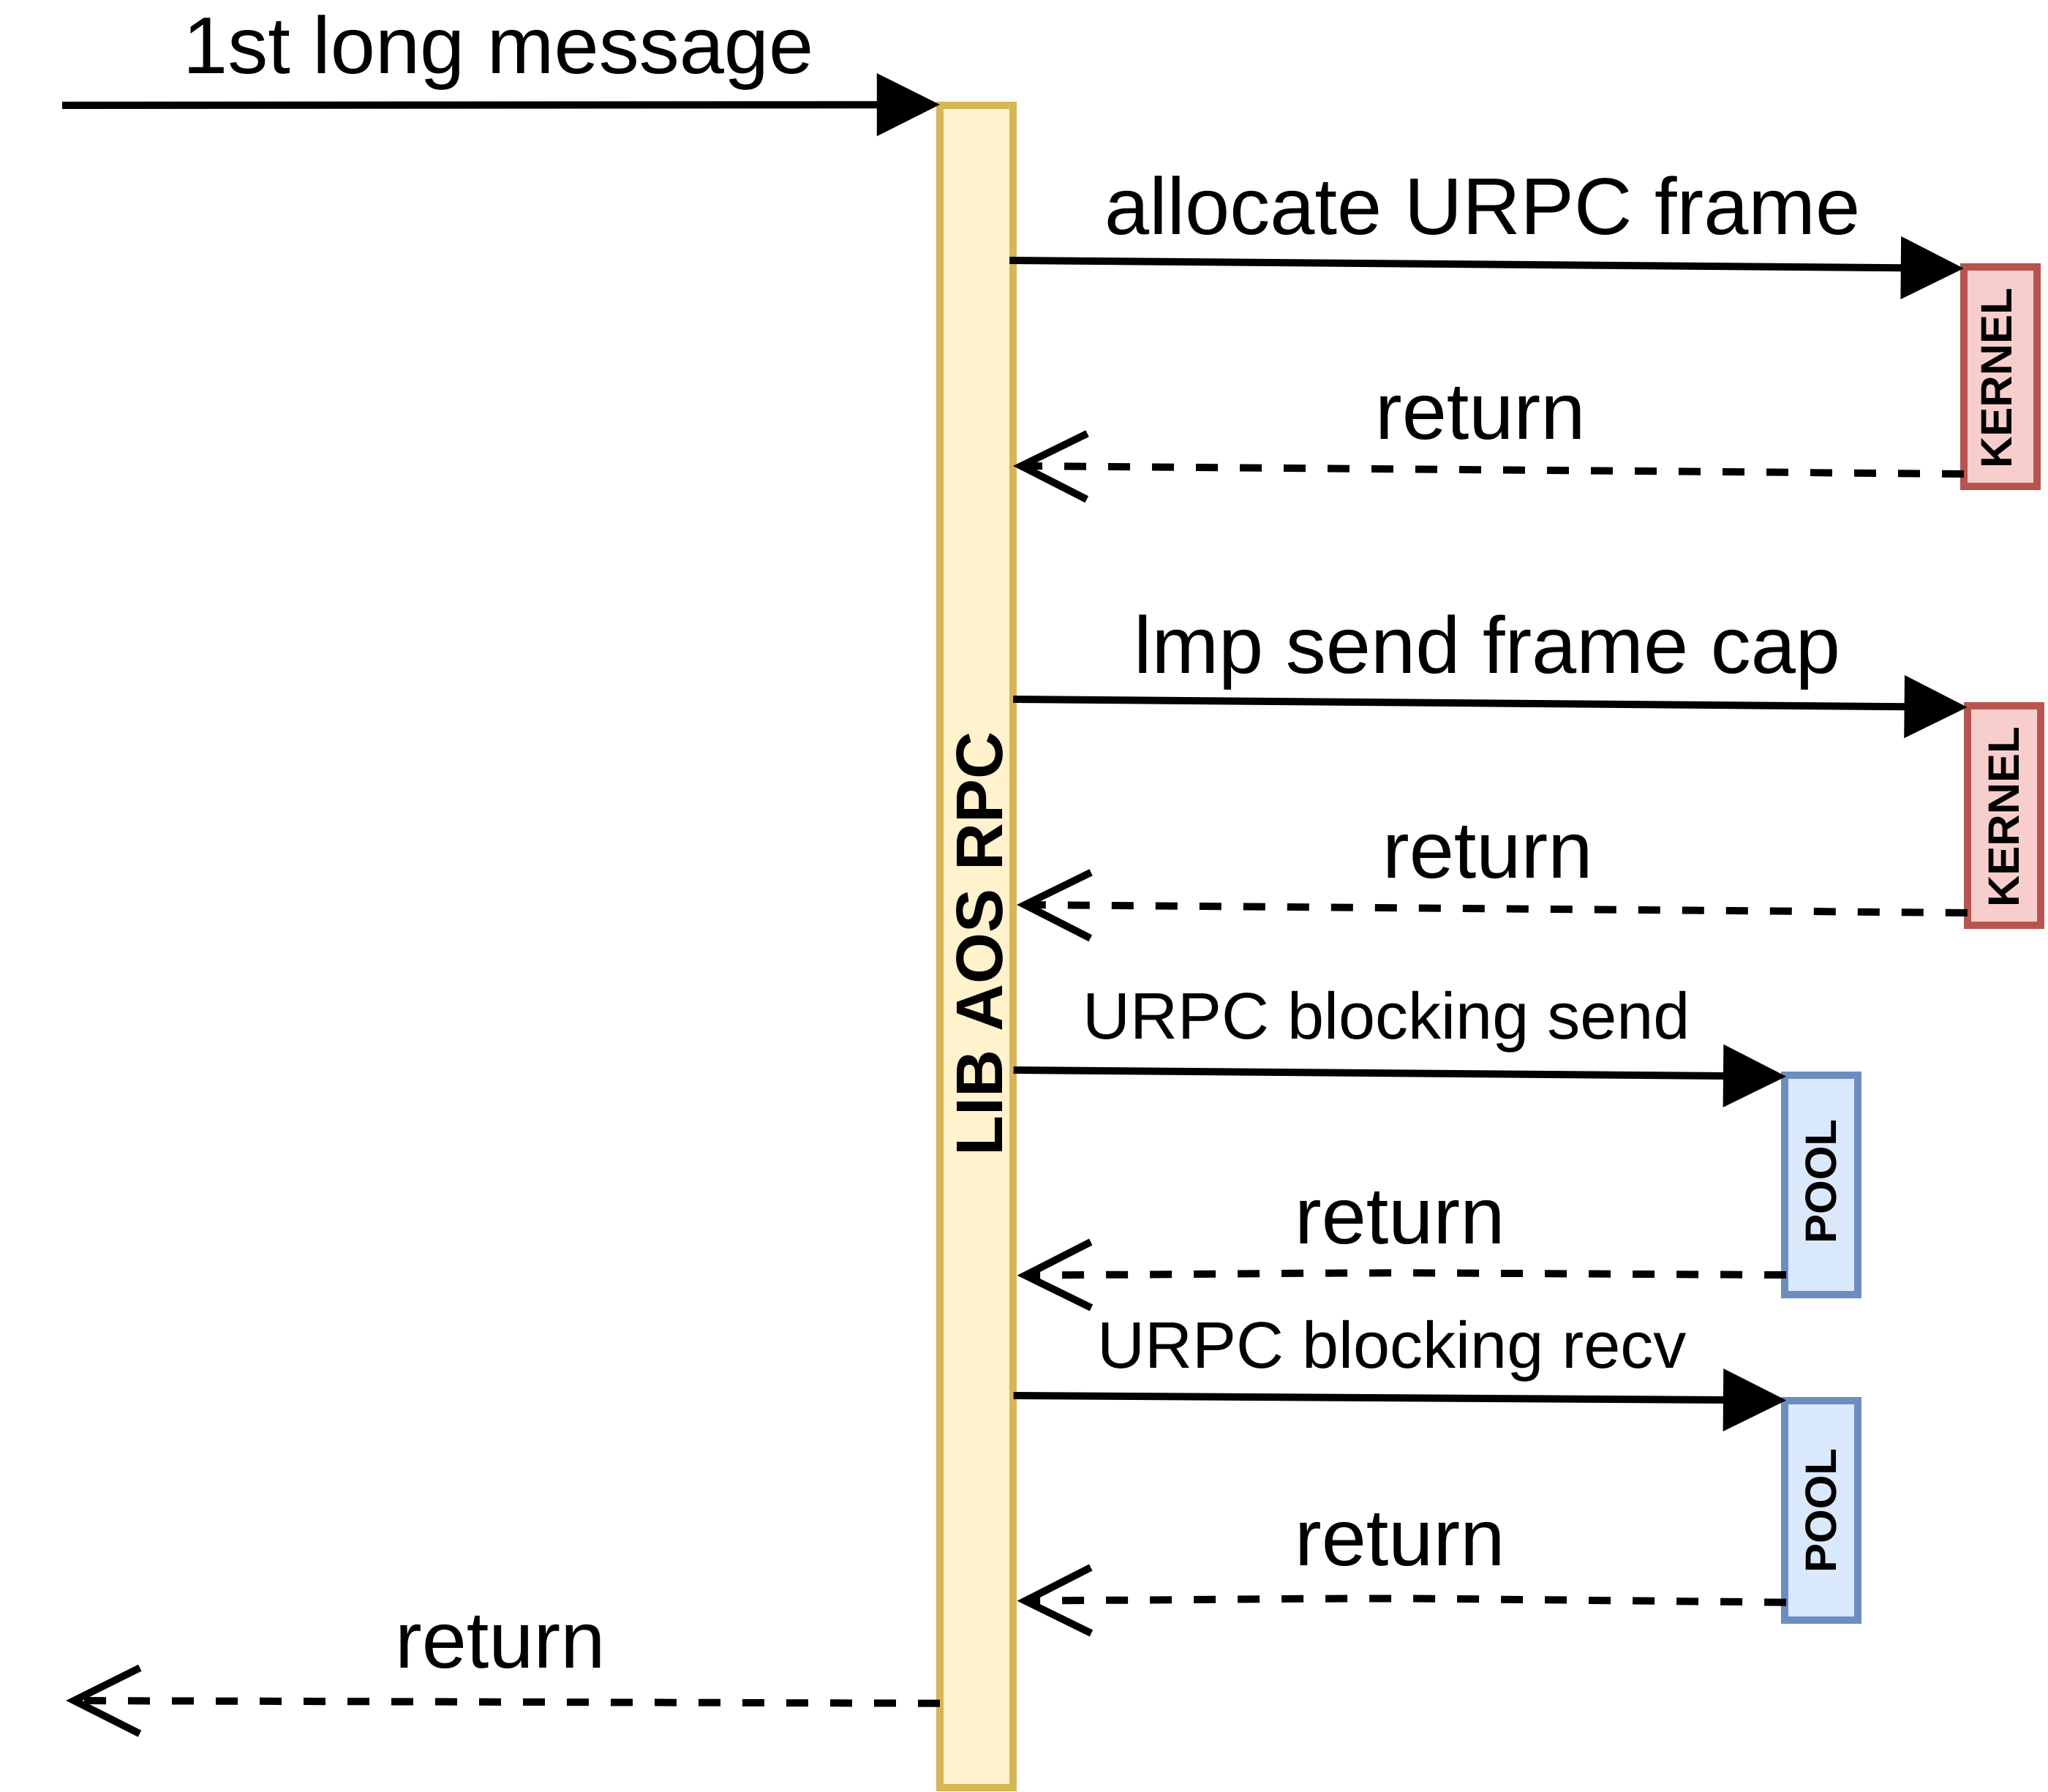 1st long message
allocate URPC frame
KERNEL
return
lmp send frame cap
KERNEL
return
LIB AOS RPC
URPC blocking send
POOL
return
URPC blocking recv
POOL
return
return